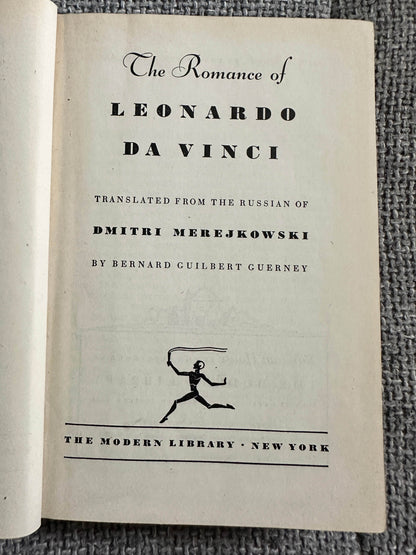 The Romance of
LEONARDO
DA VINCI
TRANSLATED FROM THE RUSSIAN OF
DMITRI MEREJKOWSKI
BY BERNARD GUILBERT GUERNEY
THE MODERN LIBRARY · NEW YORK